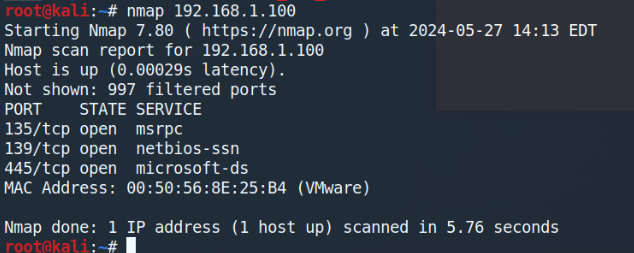 root@kali:~# nmap 192.168.1.100
Starting Nmap 7.80 ( https://nmap.org ) at 2024-05-27 14:13 EDT
Nmap scan report for 192.168.1.100
Host is up (0.00029s latency).
Not shown: 997 filtered ports
PORT    STATE SERVICE
135/tcp open  msrpc
139/tcp open  netbios-ssn
445/tcp open  microsoft-ds
MAC Address: 00:50:56:8E:25:B4 (VMware)
Nmap done: 1 IP address (1 host up) scanned in 5.76 seconds
root@kali:~#